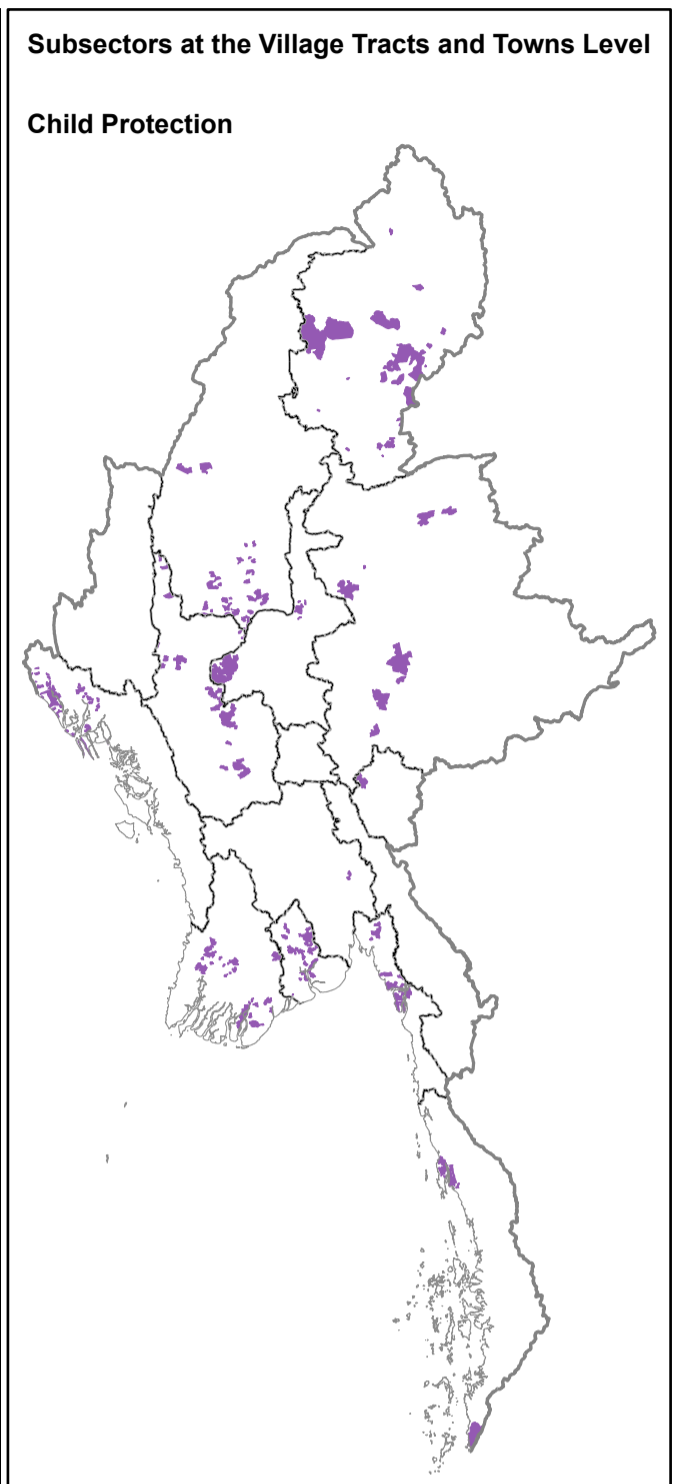 Subsectors at the Village Tracts and Towns Level
Child Protection